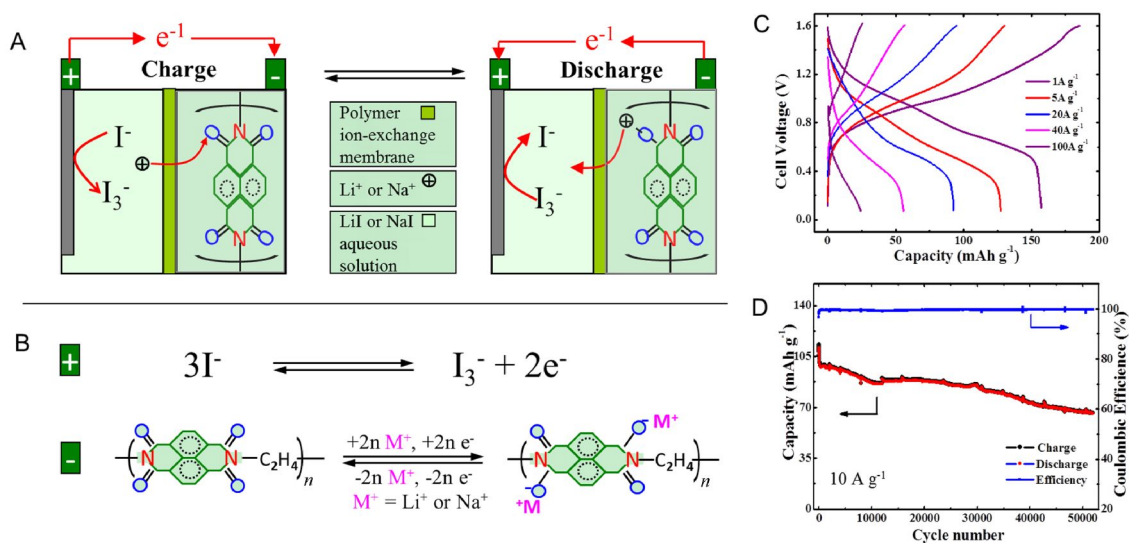 A
e⁻¹
+
Charge
-
I⁻
I₃⁻
⊕
N
N
Polymer
ion-exchange
membrane
Li⁺ or Na⁺ ⊕
LiI or NaI
aqueous
solution
e⁻¹
+
Discharge
-
I⁻
I₃⁻
⊕
N
N
B
+
3I⁻
I₃⁻ + 2e⁻
-
N
N
C₂H₄
n
+2n M⁺, +2n e⁻
-2n M⁺, -2n e⁻
M⁺ = Li⁺ or Na⁺
⁻M⁺
N
N
C₂H₄
n
⁻
⁺M
C
Cell Voltage (V)
1.6
1.2
0.8
0.4
0.0
1A g⁻¹
5A g⁻¹
20A g⁻¹
40A g⁻¹
100A g⁻¹
0 50 100 150 200
Capacity (mAh g⁻¹)
D
Capacity (mAh g⁻¹)
140
105
70
35
0
10 A g⁻¹
Charge
Discharge
Efficiency
100
80
60
40
20
Coulombic Efficience (%)
0 10000 20000 30000 40000 50000
Cycle number